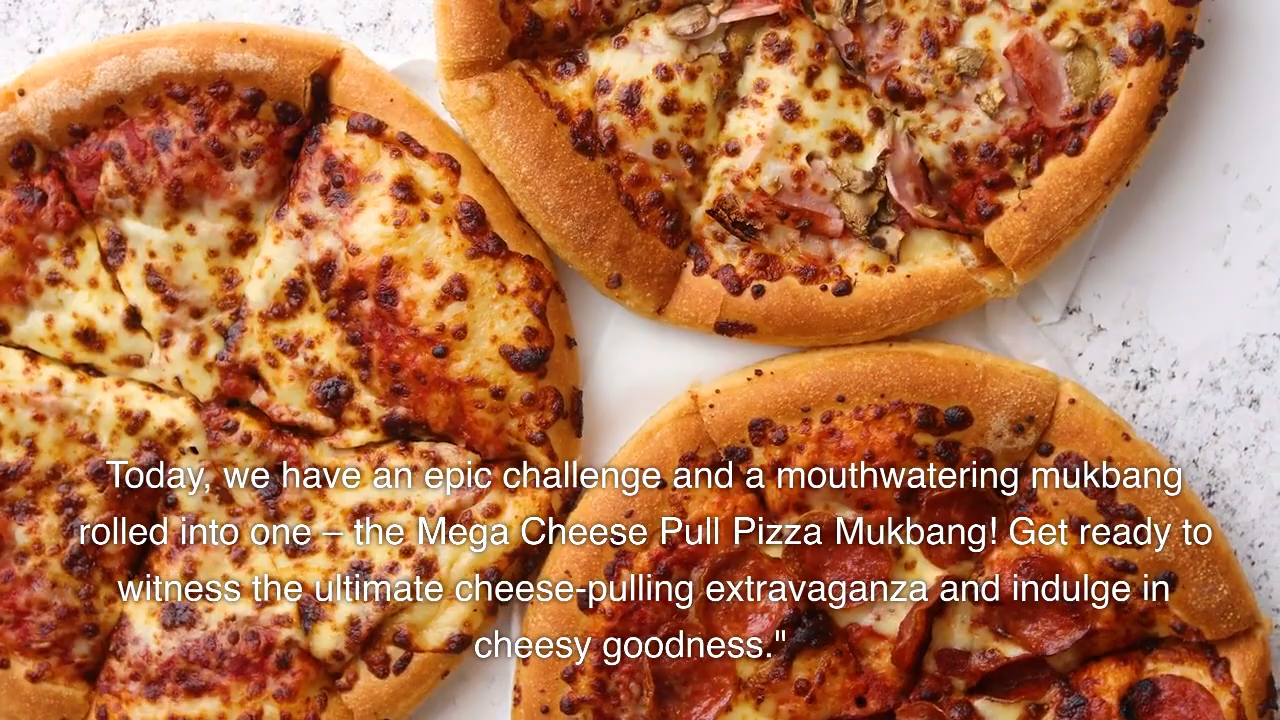 Today, we have an epic challenge and a mouthwatering mukbang
rolled into one – the Mega Cheese Pull Pizza Mukbang! Get ready to
witness the ultimate cheese-pulling extravaganza and indulge in
cheesy goodness."